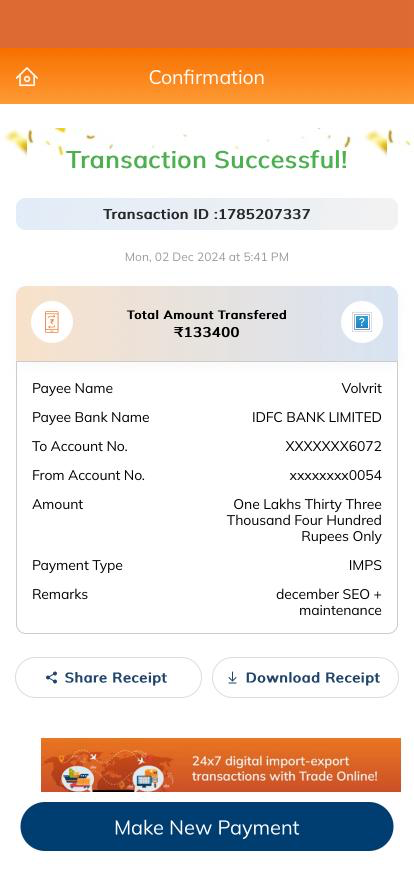 Confirmation
Transaction Successful!
Transaction ID :1785207337
Mon, 02 Dec 2024 at 5:41 PM
Total Amount Transfered
₹133400
Payee Name Volvrit
Payee Bank Name IDFC BANK LIMITED
To Account No. XXXXXXX6072
From Account No. xxxxxxxx0054
Amount One Lakhs Thirty Three
Thousand Four Hundred
Rupees Only
Payment Type IMPS
Remarks december SEO +
maintenance
Share Receipt Download Receipt
24x7 digital import-export
transactions with Trade Online!
Make New Payment